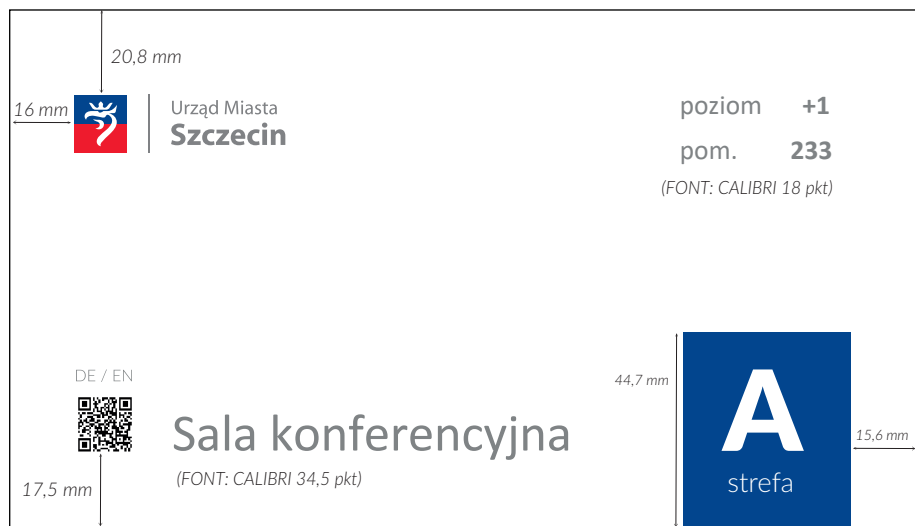 20,8 mm
16 mm
Urząd Miasta
Szczecin
poziom +1
pom. 233
(FONT: CALIBRI 18 pkt)
DE / EN
44,7 mm
A
strefa
15,6 mm
Sala konferencyjna
(FONT: CALIBRI 34,5 pkt)
17,5 mm